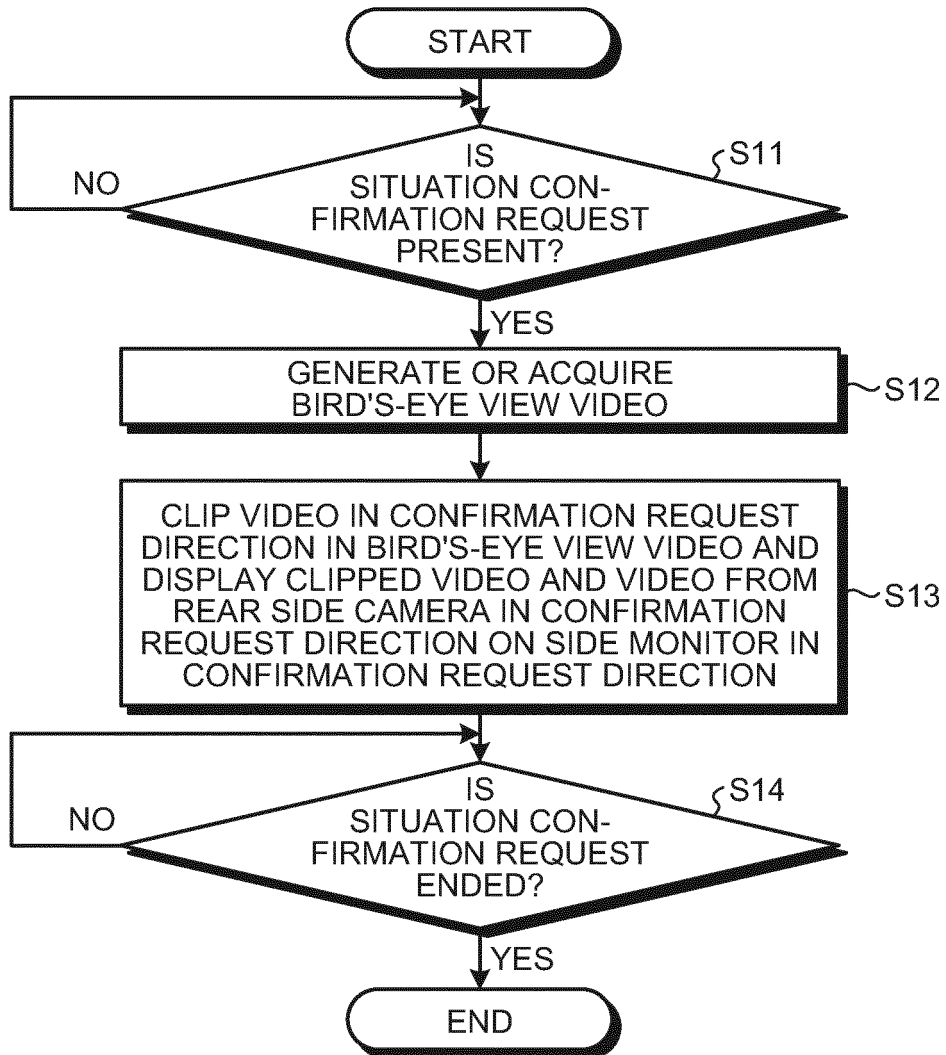 START
IS
SITUATION CON-
FIRMATION REQUEST
PRESENT?
S11
NO
YES
GENERATE OR ACQUIRE
BIRD'S-EYE VIEW VIDEO
S12
CLIP VIDEO IN CONFIRMATION REQUEST
DIRECTION IN BIRD'S-EYE VIEW VIDEO AND
DISPLAY CLIPPED VIDEO AND VIDEO FROM
REAR SIDE CAMERA IN CONFIRMATION
REQUEST DIRECTION ON SIDE MONITOR IN
CONFIRMATION REQUEST DIRECTION
S13
IS
SITUATION CON-
FIRMATION REQUEST
ENDED?
S14
NO
YES
END